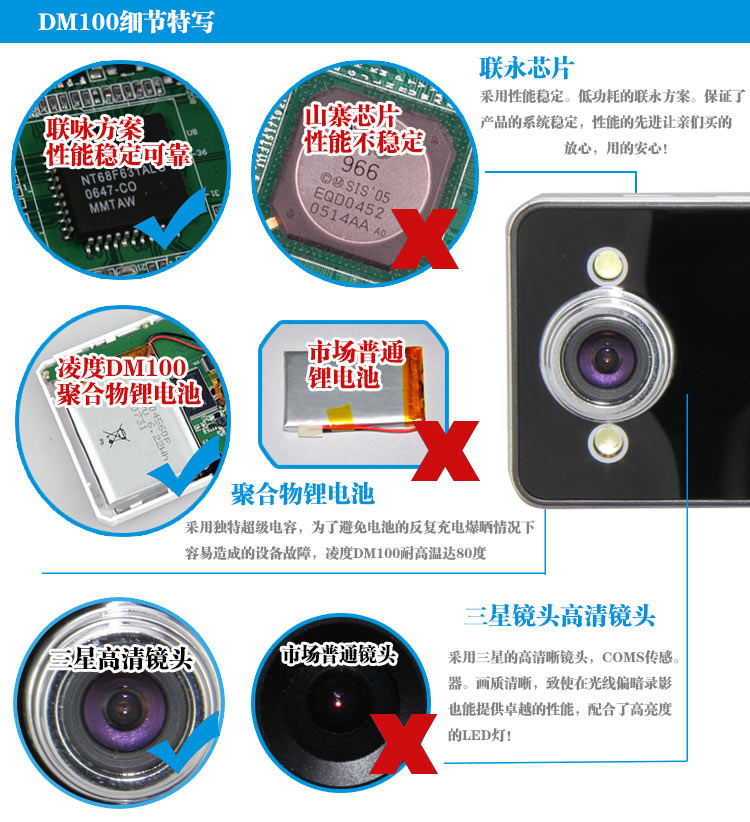 DM100细节特写
联咏方案
性能稳定可靠
NT68F631ALG
0647-CO
MMTAW
山寨芯片
性能不稳定
966
©ⓂSIS'05
EQD0452
0514AA A0
联永芯片
采用性能稳定。低功耗的联永方案。保证了
产品的系统稳定，性能的先进让亲们买的
放心，用的安心!
凌度DM100
聚合物锂电池
04560P
6.22Wh
0731
市场普通
锂电池
聚合物锂电池
采用独特超级电容，为了避免电池的反复充电爆晒情况下
容易造成的设备故障，凌度DM100耐高温达80度
三星高清镜头
市场普通镜头
三星镜头高清镜头
采用三星的高清晰镜头，COMS传感。
器。画质清晰，致使在光线偏暗录影
也能提供卓越的性能，配合了高亮度
的LED灯!